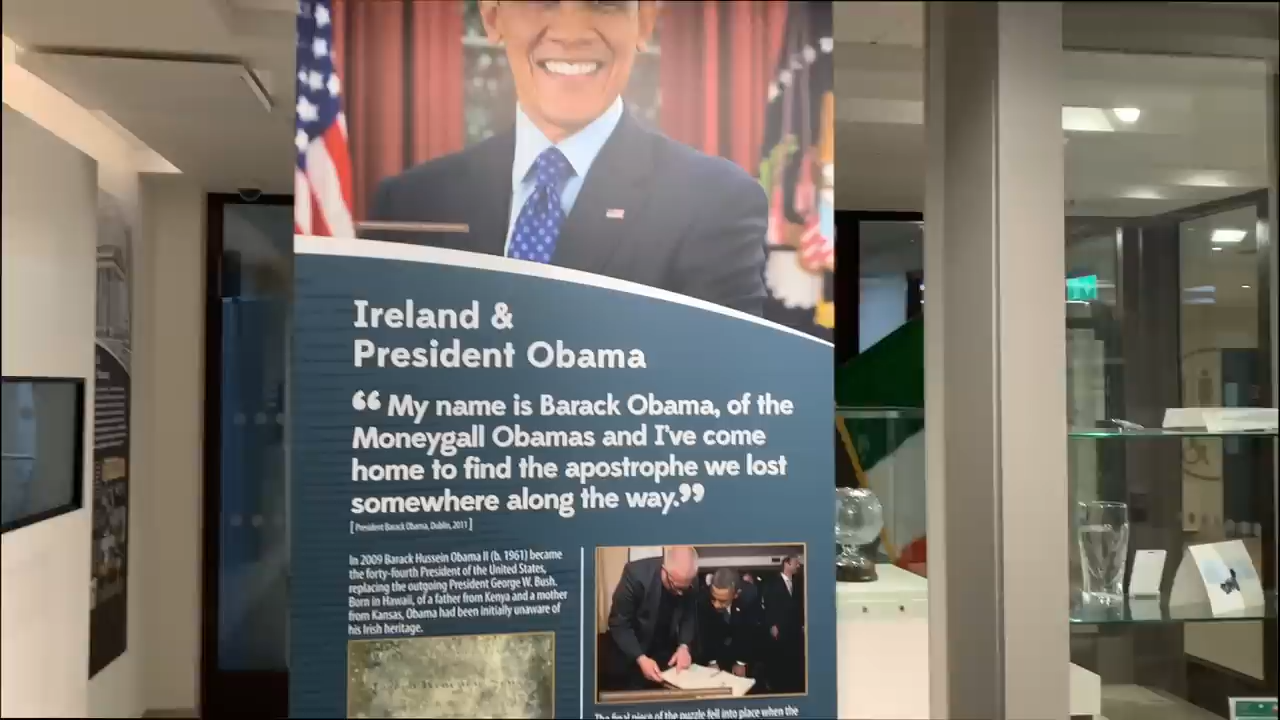 Ireland &
President Obama
“ My name is Barack Obama, of the
Moneygall Obamas and I've come
home to find the apostrophe we lost
somewhere along the way.”
[ President Barack Obama, Dublin, 2011 ]
In 2009 Barack Hussein Obama II (b. 1961) became
the forty-fourth President of the United States,
replacing the outgoing President George W. Bush.
Born in Hawaii, of a father from Kenya and a mother
from Kansas, Obama had been initially unaware of
his Irish heritage.
The final piece of the puzzle fell into place when the